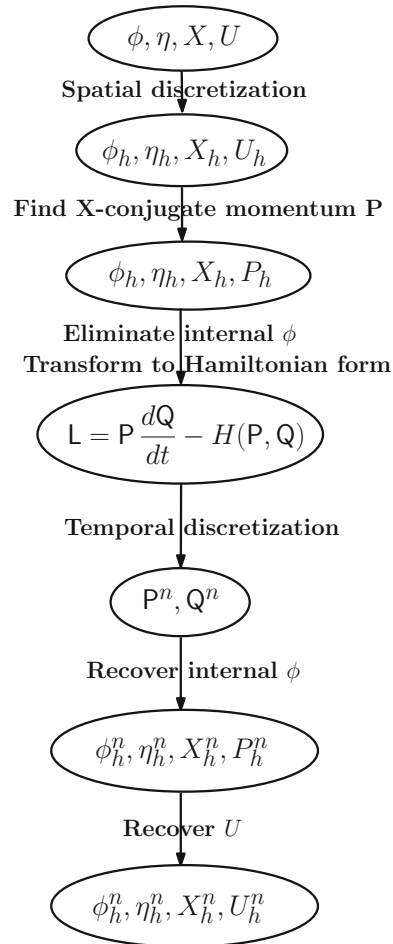 ϕ, η, X, U
Spatial discretization
ϕ_h, η_h, X_h, U_h
Find X-conjugate momentum P
ϕ_h, η_h, X_h, P_h
Eliminate internal ϕ
Transform to Hamiltonian form
L = P dQ/dt − H(P, Q)
Temporal discretization
P^n, Q^n
Recover internal ϕ
ϕ_h^n, η_h^n, X_h^n, P_h^n
Recover U
ϕ_h^n, η_h^n, X_h^n, U_h^n